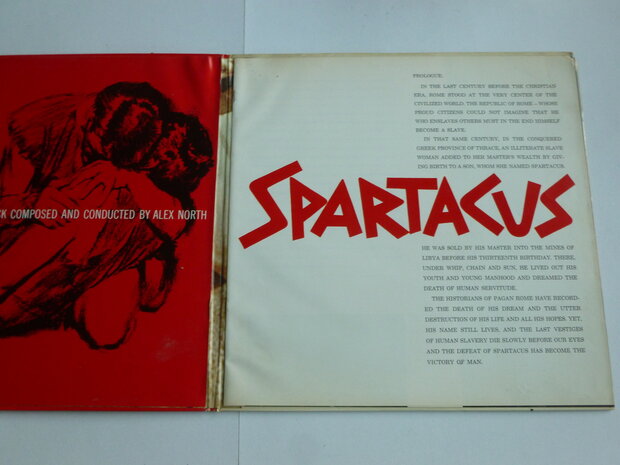 CK COMPOSED AND CONDUCTED BY ALEX NORTH
PROLOGUE.
IN THE LAST CENTURY BEFORE THE CHRISTIAN
ERA, ROME STOOD AT THE VERY CENTER OF THE
CIVILIZED WORLD. THE REPUBLIC OF ROME – WHOSE
PROUD CITIZENS COULD NOT IMAGINE THAT HE
WHO ENSLAVES OTHERS MUST IN THE END HIMSELF
BECOME A SLAVE.
IN THAT SAME CENTURY, IN THE CONQUERED
GREEK PROVINCE OF THRACE, AN ILLITERATE SLAVE
WOMAN ADDED TO HER MASTER'S WEALTH BY GIV-
ING BIRTH TO A SON, WHOM SHE NAMED SPARTACUS.
SPARTACUS
HE WAS SOLD BY HIS MASTER INTO THE MINES OF
LIBYA BEFORE HIS THIRTEENTH BIRTHDAY. THERE,
UNDER WHIP, CHAIN AND SUN, HE LIVED OUT HIS
YOUTH AND YOUNG MANHOOD AND DREAMED THE
DEATH OF HUMAN SERVITUDE.
THE HISTORIANS OF PAGAN ROME HAVE RECORD-
ED THE DEATH OF HIS DREAM AND THE UTTER
DESTRUCTION OF HIS LIFE AND ALL HIS HOPES. YET,
HIS NAME STILL LIVES, AND THE LAST VESTIGES
OF HUMAN SLAVERY DIE SLOWLY BEFORE OUR EYES
AND THE DEFEAT OF SPARTACUS HAS BECOME THE
VICTORY OF MAN.